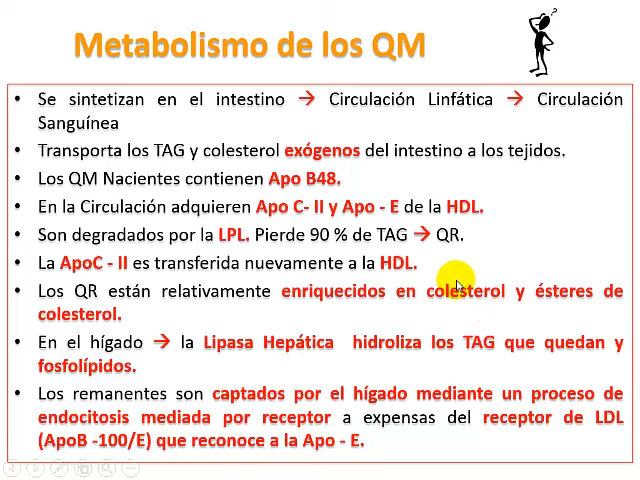 Metabolismo de los QM
• Se sintetizan en el intestino → Circulación Linfática → Circulación
Sanguínea
• Transporta los TAG y colesterol exógenos del intestino a los tejidos.
• Los QM Nacientes contienen Apo B48.
• En la Circulación adquieren Apo C- II y Apo - E de la HDL.
• Son degradados por la LPL. Pierde 90 % de TAG → QR.
• La ApoC - II es transferida nuevamente a la HDL.
• Los QR están relativamente enriquecidos en colesterol y ésteres de
colesterol.
• En el hígado → la Lipasa Hepática hidroliza los TAG que quedan y
fosfolípidos.
• Los remanentes son captados por el hígado mediante un proceso de
endocitosis mediada por receptor a expensas del receptor de LDL
(ApoB -100/E) que reconoce a la Apo - E.